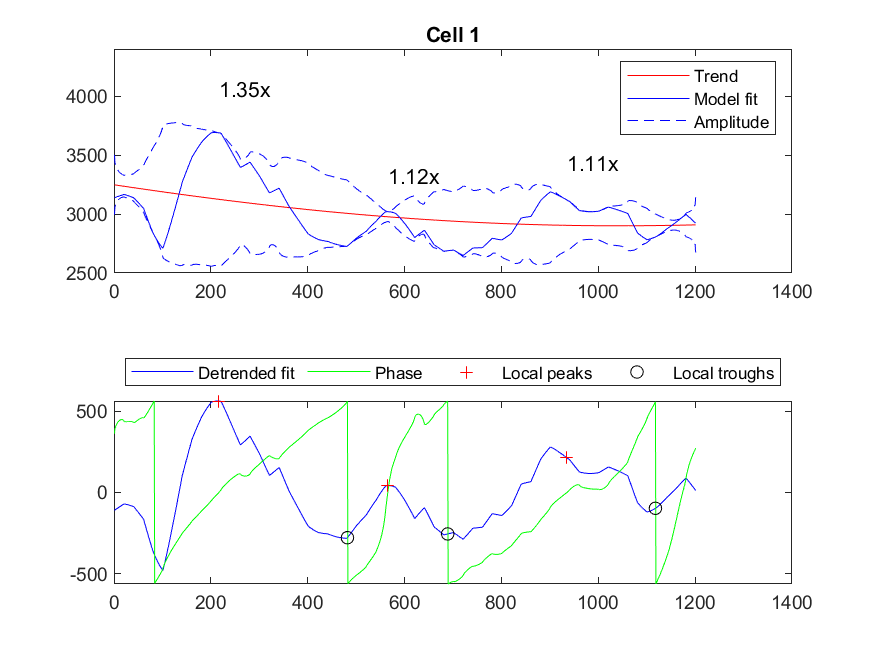 Cell 1
4000
3500
3000
2500
1.35x
1.12x
1.11x
Trend
Model fit
Amplitude
0 200 400 600 800 1000 1200 1400
Detrended fit Phase Local peaks Local troughs
500
0
-500
0 200 400 600 800 1000 1200 1400